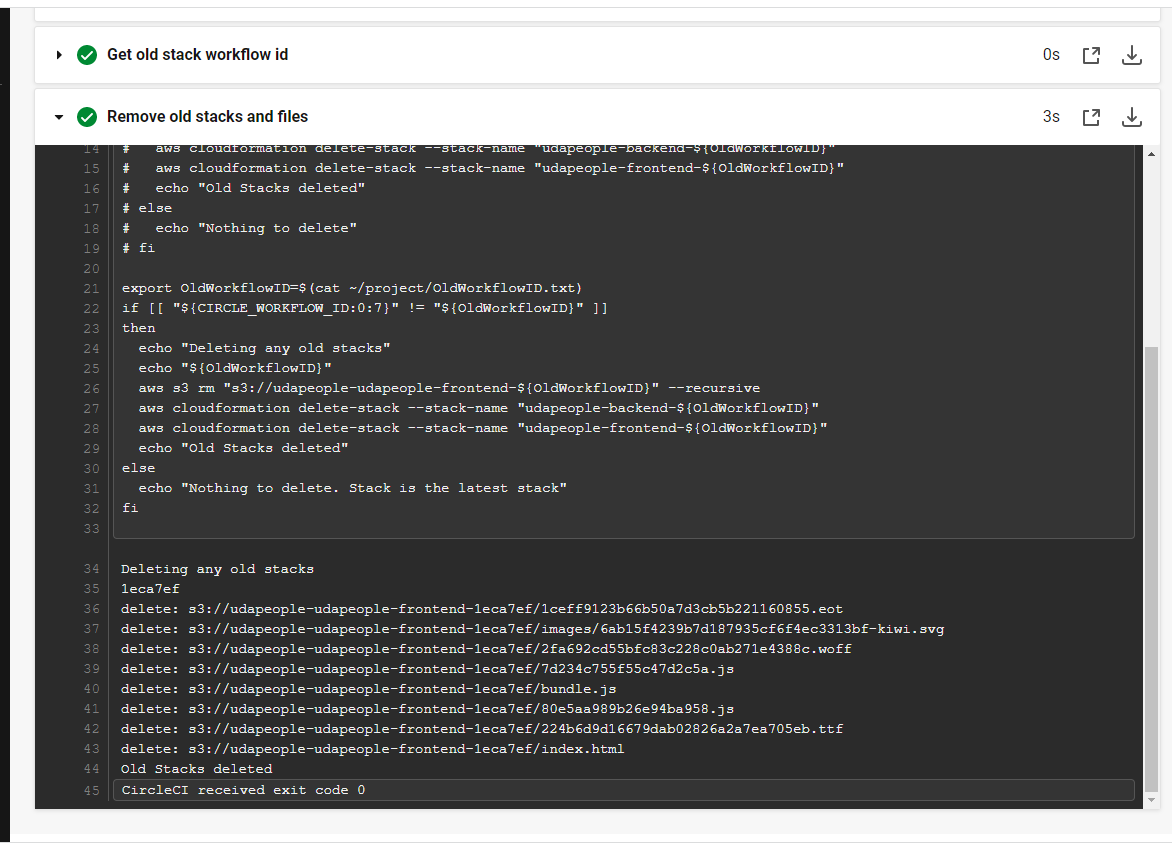 Get old stack workflow id 0s
Remove old stacks and files 3s
14 #   aws cloudformation delete-stack --stack-name "udapeople-backend-${OldWorkflowID}"
15 #   aws cloudformation delete-stack --stack-name "udapeople-frontend-${OldWorkflowID}"
16 #   echo "Old Stacks deleted"
17 # else
18 #   echo "Nothing to delete"
19 # fi
20
21 export OldWorkflowID=$(cat ~/project/OldWorkflowID.txt)
22 if [[ "${CIRCLE_WORKFLOW_ID:0:7}" != "${OldWorkflowID}" ]]
23 then
24   echo "Deleting any old stacks"
25   echo "${OldWorkflowID}"
26   aws s3 rm "s3://udapeople-udapeople-frontend-${OldWorkflowID}" --recursive
27   aws cloudformation delete-stack --stack-name "udapeople-backend-${OldWorkflowID}"
28   aws cloudformation delete-stack --stack-name "udapeople-frontend-${OldWorkflowID}"
29   echo "Old Stacks deleted"
30 else
31   echo "Nothing to delete. Stack is the latest stack"
32 fi
33
34 Deleting any old stacks
35 1eca7ef
36 delete: s3://udapeople-udapeople-frontend-1eca7ef/1ceff9123b66b50a7d3cb5b221160855.eot
37 delete: s3://udapeople-udapeople-frontend-1eca7ef/images/6ab15f4239b7d187935cf6f4ec3313bf-kiwi.svg
38 delete: s3://udapeople-udapeople-frontend-1eca7ef/2fa692cd55bfc83c228c0ab271e4388c.woff
39 delete: s3://udapeople-udapeople-frontend-1eca7ef/7d234c755f55c47d2c5a.js
40 delete: s3://udapeople-udapeople-frontend-1eca7ef/bundle.js
41 delete: s3://udapeople-udapeople-frontend-1eca7ef/80e5aa989b26e94ba958.js
42 delete: s3://udapeople-udapeople-frontend-1eca7ef/224b6d9d16679dab02826a2a7ea705eb.ttf
43 delete: s3://udapeople-udapeople-frontend-1eca7ef/index.html
44 Old Stacks deleted
45 CircleCI received exit code 0